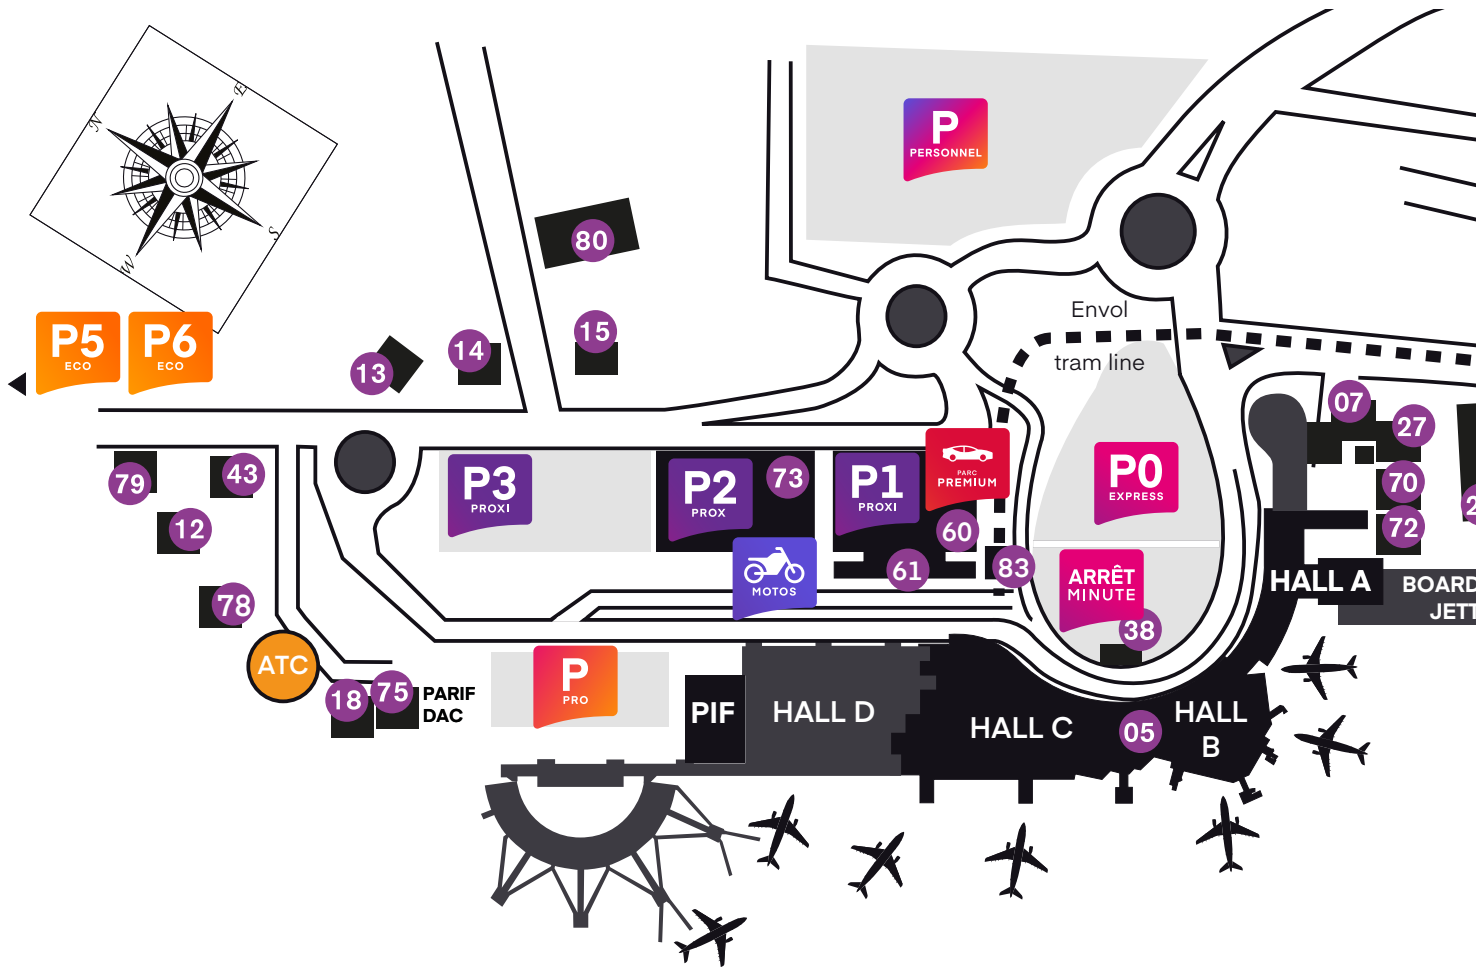 N
E
S
W
P
PERSONNEL
80
Envol
tram line
15
14
13
P5
ECO
P6
ECO
07
27
70
72
79
43
12
78
P3
PROXI
P2
PROX
73
P1
PROXI
PARC
PREMIUM
60
61
83
MOTOS
P0
EXPRESS
ARRÊT
MINUTE
38
HALL A
BOARD
JETT
ATC
18
75
PARIF
DAC
P
PRO
PIF
HALL D
HALL C
05
HALL
B